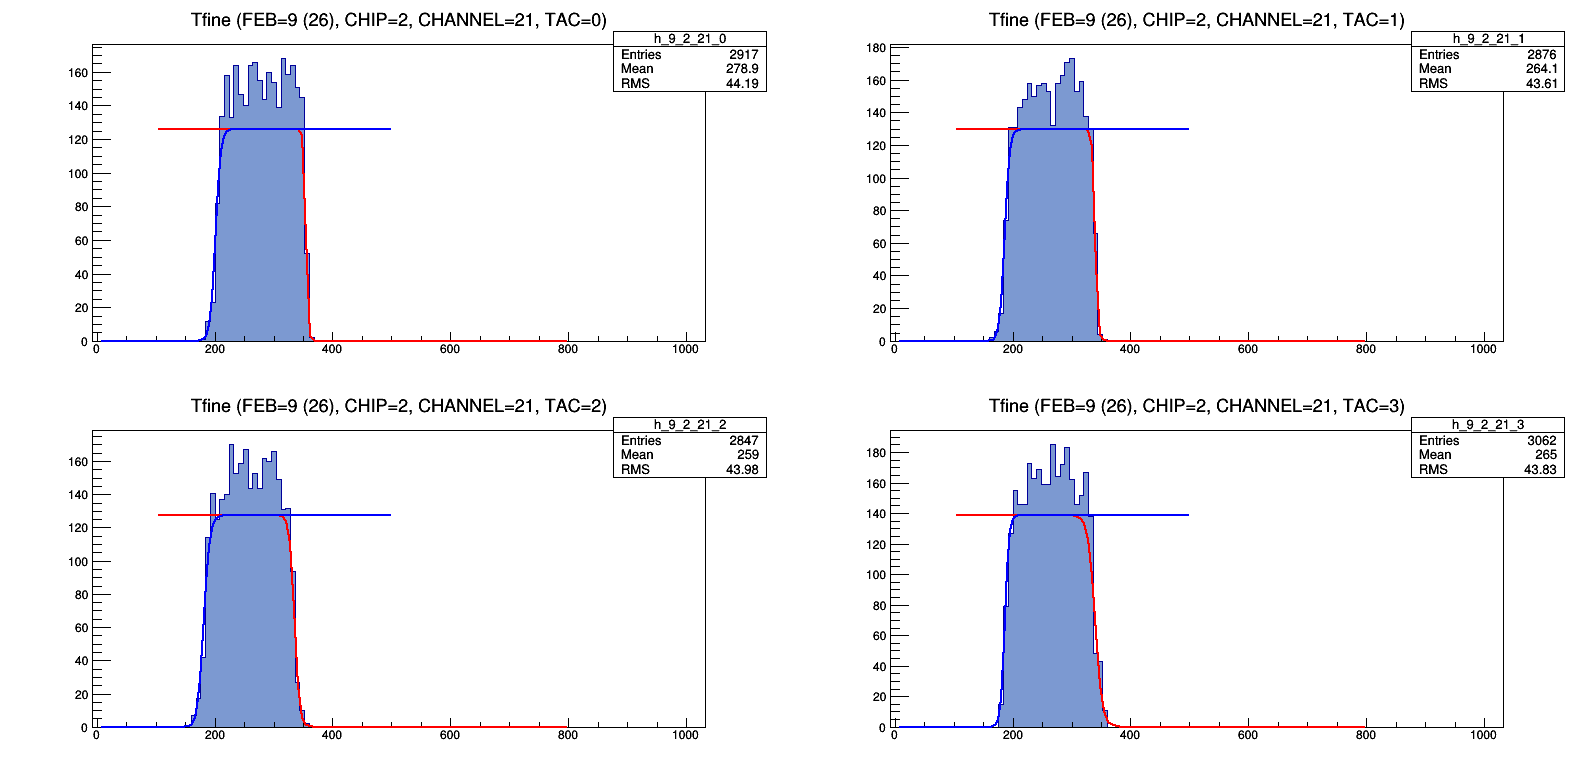 Tfine (FEB=9 (26), CHIP=2, CHANNEL=21, TAC=0)
h_9_2_21_0
Entries 2917
Mean 278.9
RMS 44.19
160
140
120
100
80
60
40
20
0
0 200 400 600 800 1000
Tfine (FEB=9 (26), CHIP=2, CHANNEL=21, TAC=1)
h_9_2_21_1
Entries 2876
Mean 264.1
RMS 43.61
180
160
140
120
100
80
60
40
20
0
0 200 400 600 800 1000
Tfine (FEB=9 (26), CHIP=2, CHANNEL=21, TAC=2)
h_9_2_21_2
Entries 2847
Mean 259
RMS 43.98
160
140
120
100
80
60
40
20
0
0 200 400 600 800 1000
Tfine (FEB=9 (26), CHIP=2, CHANNEL=21, TAC=3)
h_9_2_21_3
Entries 3062
Mean 265
RMS 43.83
180
160
140
120
100
80
60
40
20
0
0 200 400 600 800 1000